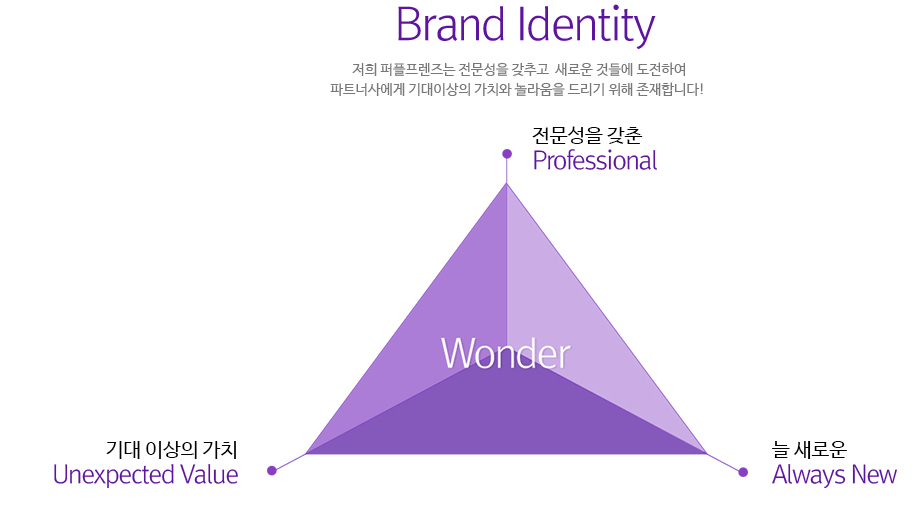 Brand Identity
저희 퍼플프렌즈는 전문성을 갖추고 새로운 것들에 도전하여
파트너사에게 기대이상의 가치와 놀라움을 드리기 위해 존재합니다!
전문성을 갖춘
Professional
Wonder
기대 이상의 가치
Unexpected Value
늘 새로운
Always New